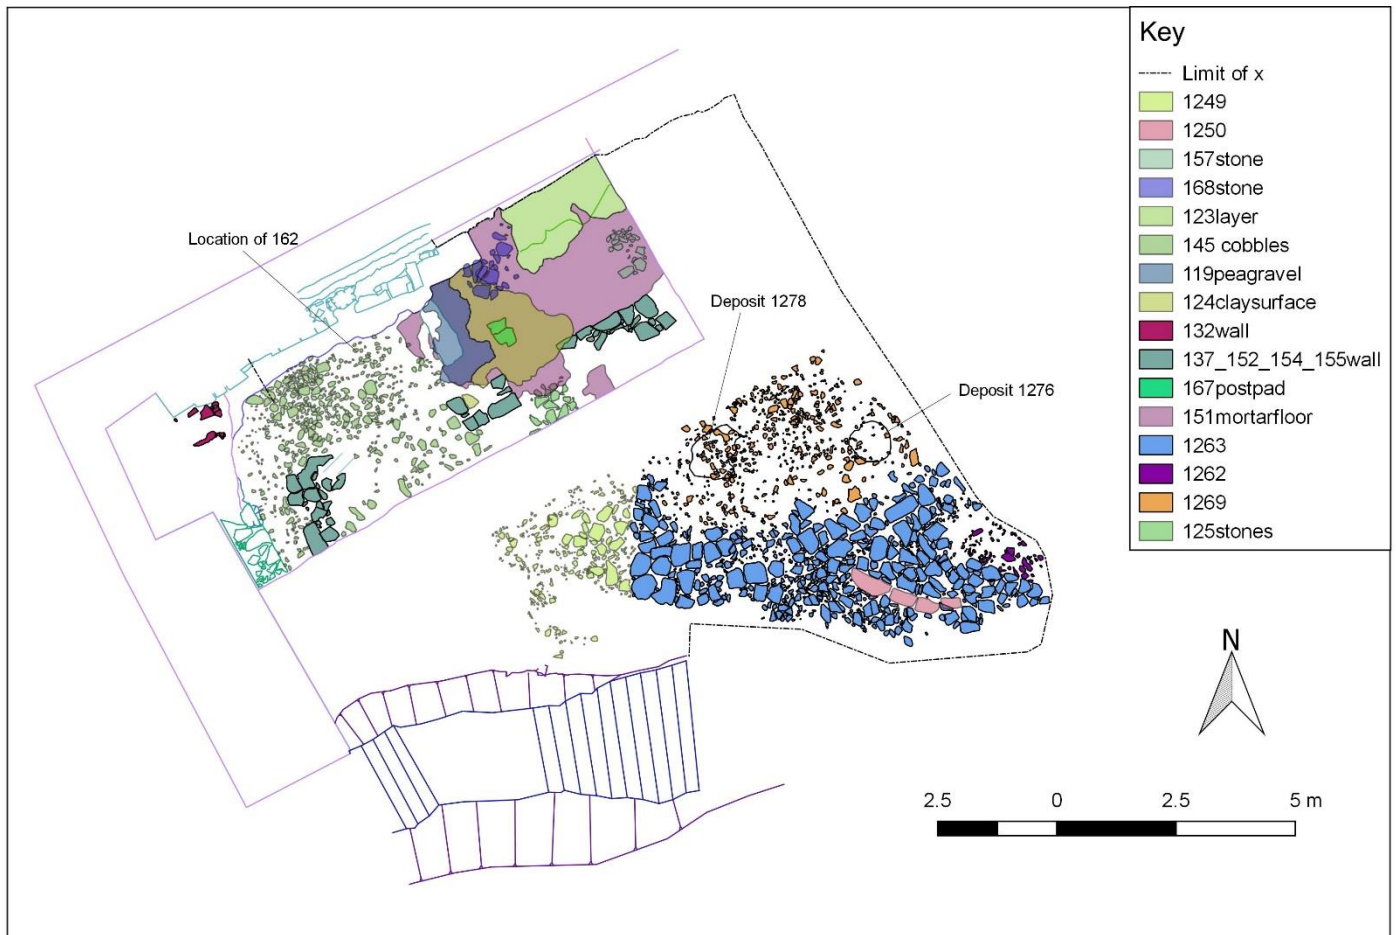 Key
Limit of x
1249
1250
157stone
168stone
123layer
145 cobbles
119peagravel
124claysurface
132wall
137_152_154_155wall
167postpad
151mortarfloor
1263
1262
1269
125stones
Location of 162
Deposit 1278
Deposit 1276
N
2.5 0 2.5 5 m